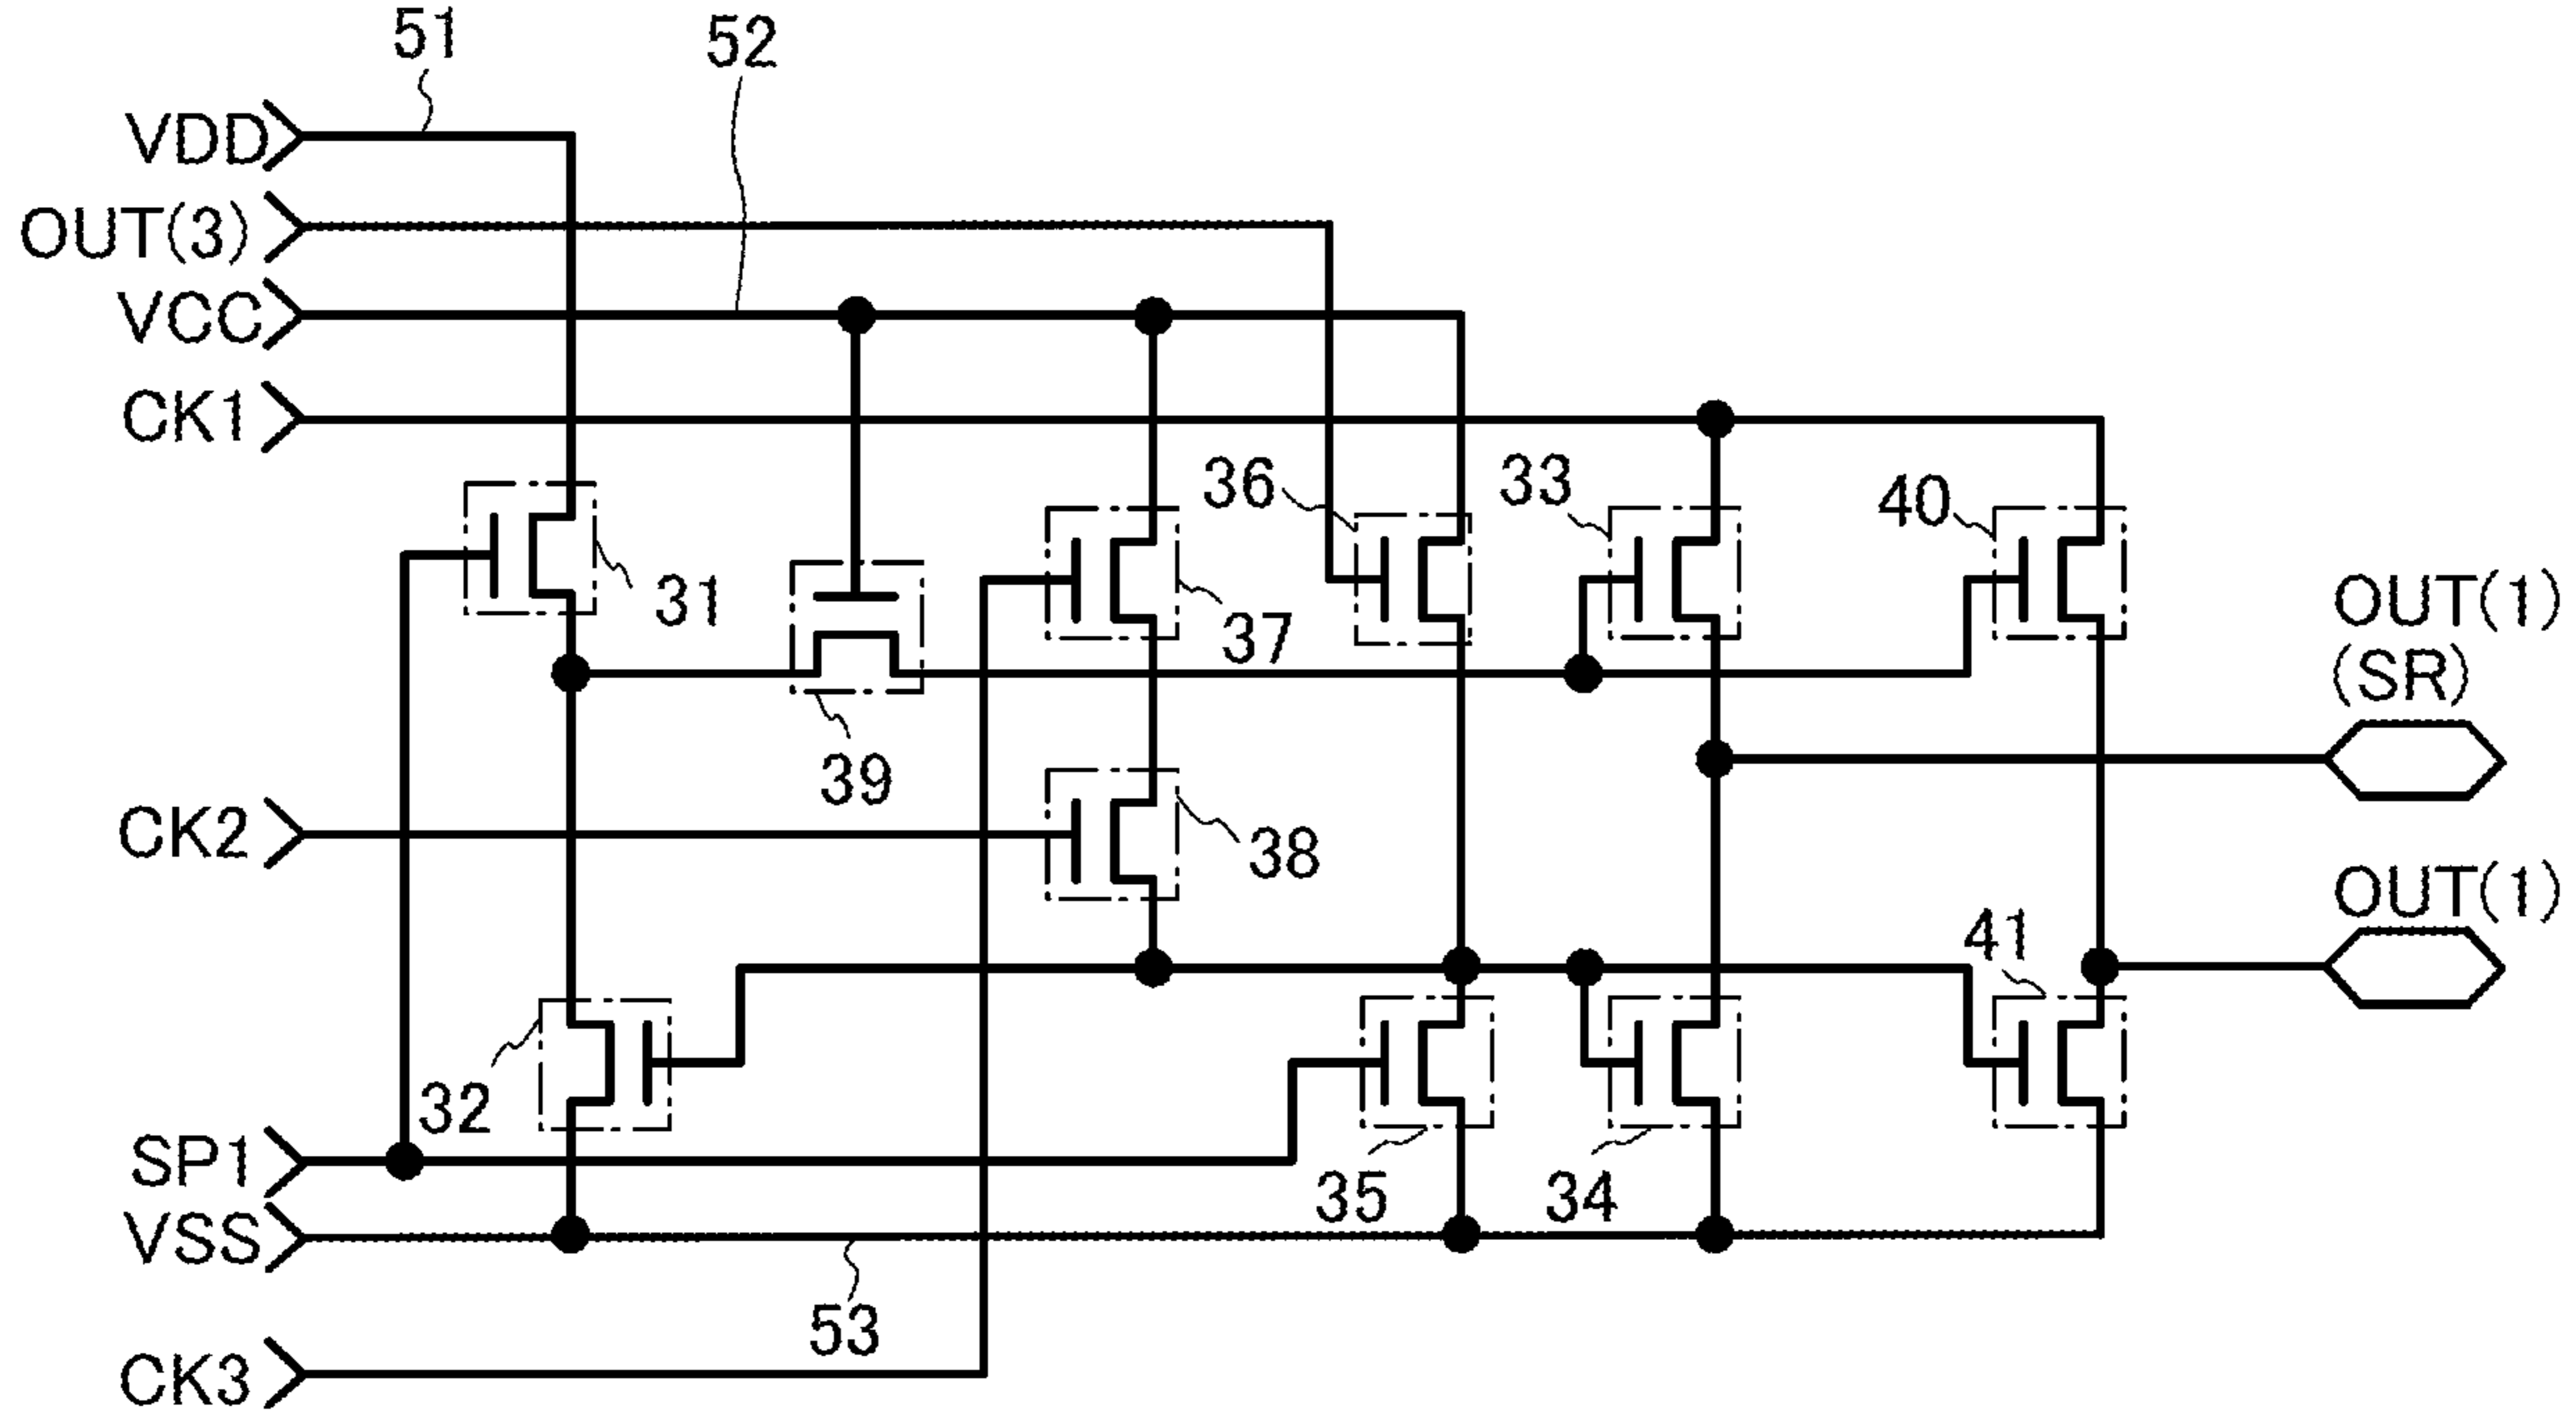 51
52
VDD
OUT(3)
VCC
CK1
36
33
40
31
37
OUT(1)
(SR)
39
CK2
38
OUT(1)
41
32
SP1
35
34
VSS
53
CK3